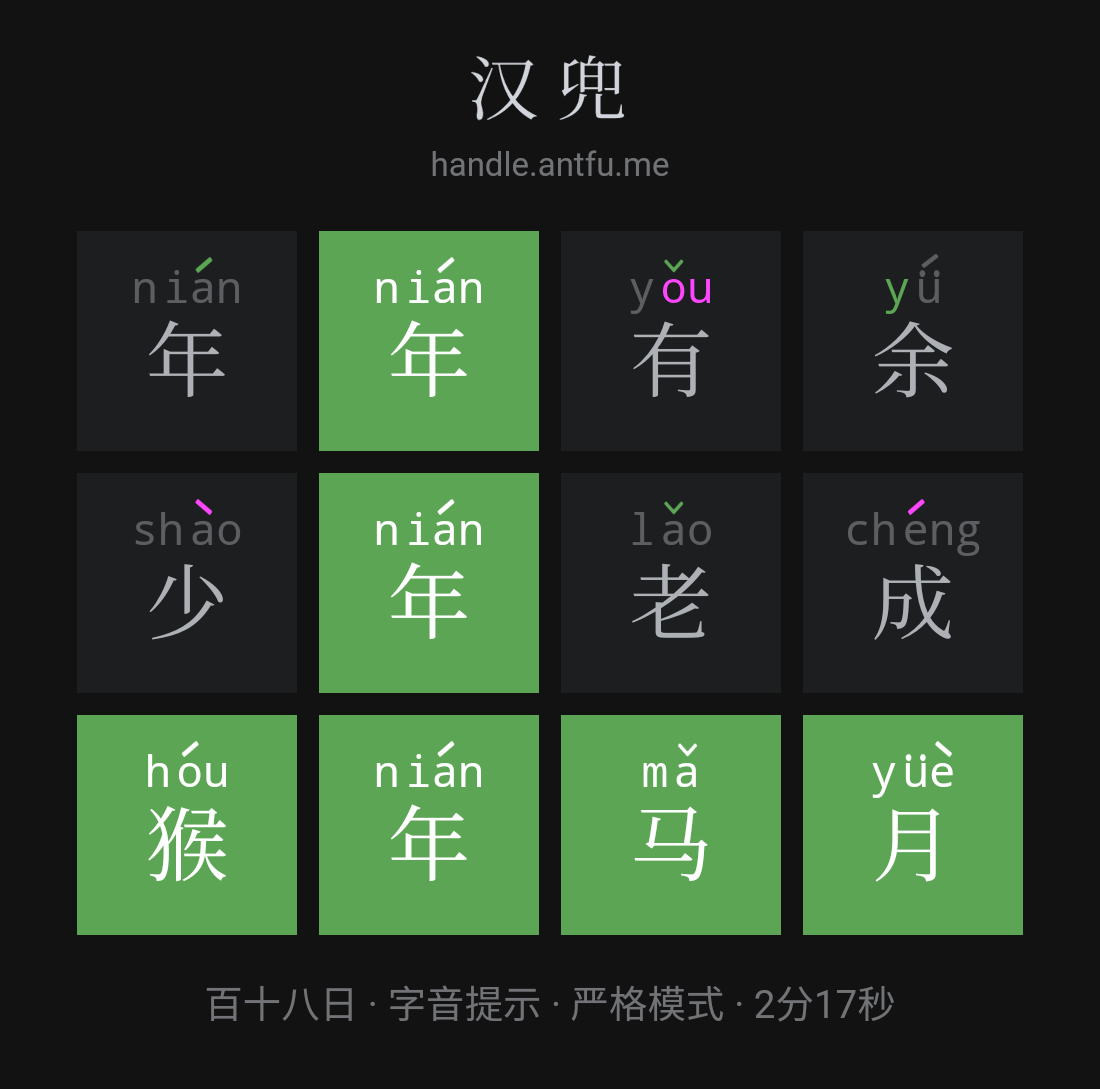 汉兜
handle.antfu.me
nián nián yǒu yǘ
年 年 有 余
shào nián lǎo chéng
少 年 老 成
hóu nián mǎ yüè
猴 年 马 月
百十八日 · 字音提示 · 严格模式 · 2分17秒